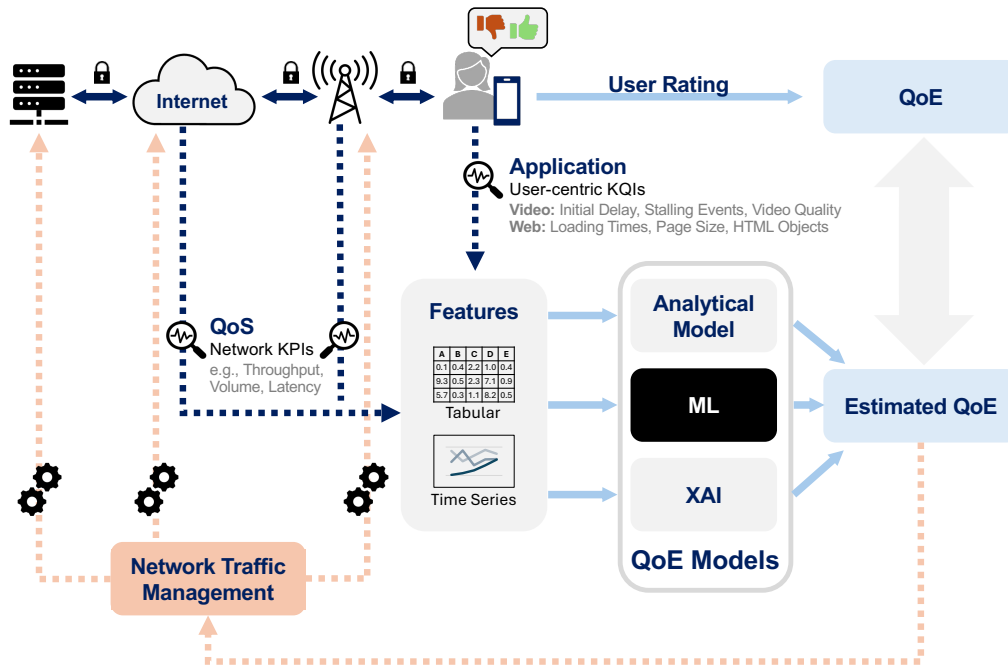 Internet
User Rating
QoE
Application
User-centric KQIs
Video: Initial Delay, Stalling Events, Video Quality
Web: Loading Times, Page Size, HTML Objects
QoS
Network KPIs
e.g., Throughput,
Volume, Latency
Features
A B C D E
0.1 0.4 2.2 1.0 0.4
9.3 0.5 2.3 7.1 0.9
5.7 0.3 1.1 8.2 0.5
Tabular
Time Series
Analytical
Model
ML
XAI
QoE Models
Estimated QoE
Network Traffic
Management